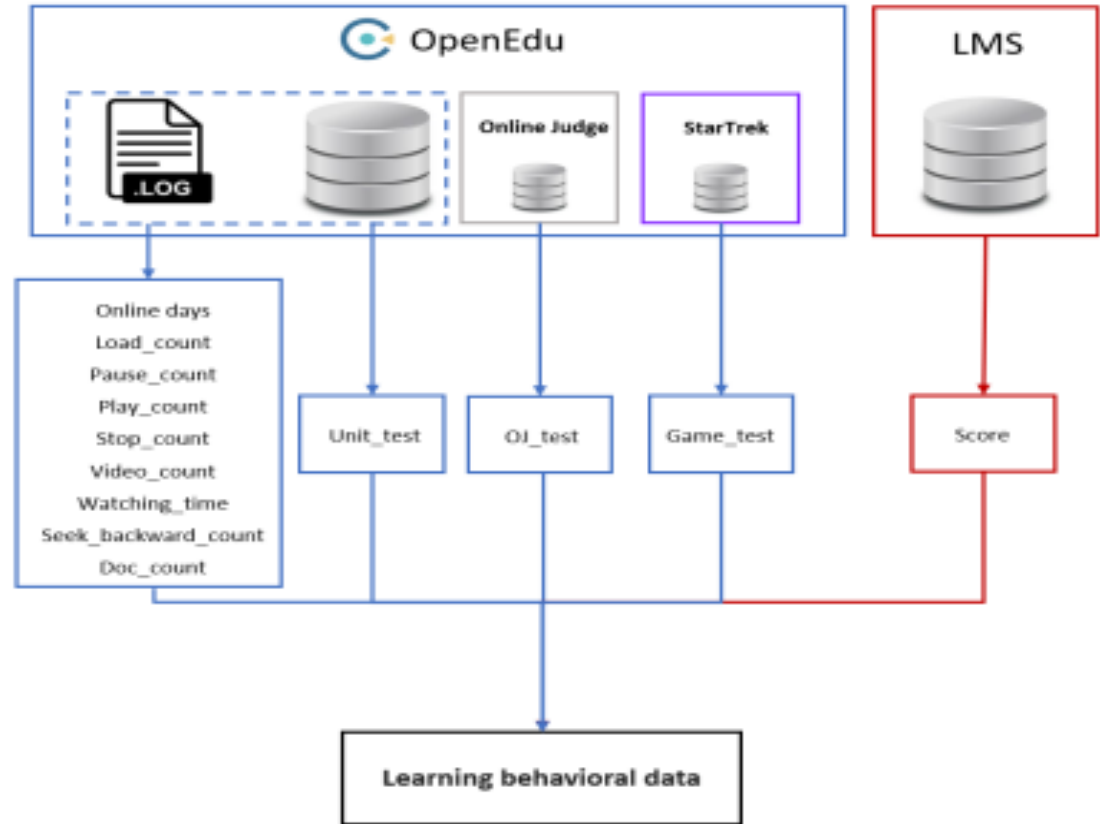 OpenEdu
LMS
Online Judge
StarTrek
.LOG
Online days
Load_count
Pause_count
Play_count
Stop_count
Video_count
Watching_time
Seek_backward_count
Doc_count
Unit_test
OJ_test
Game_test
Score
Learning behavioral data